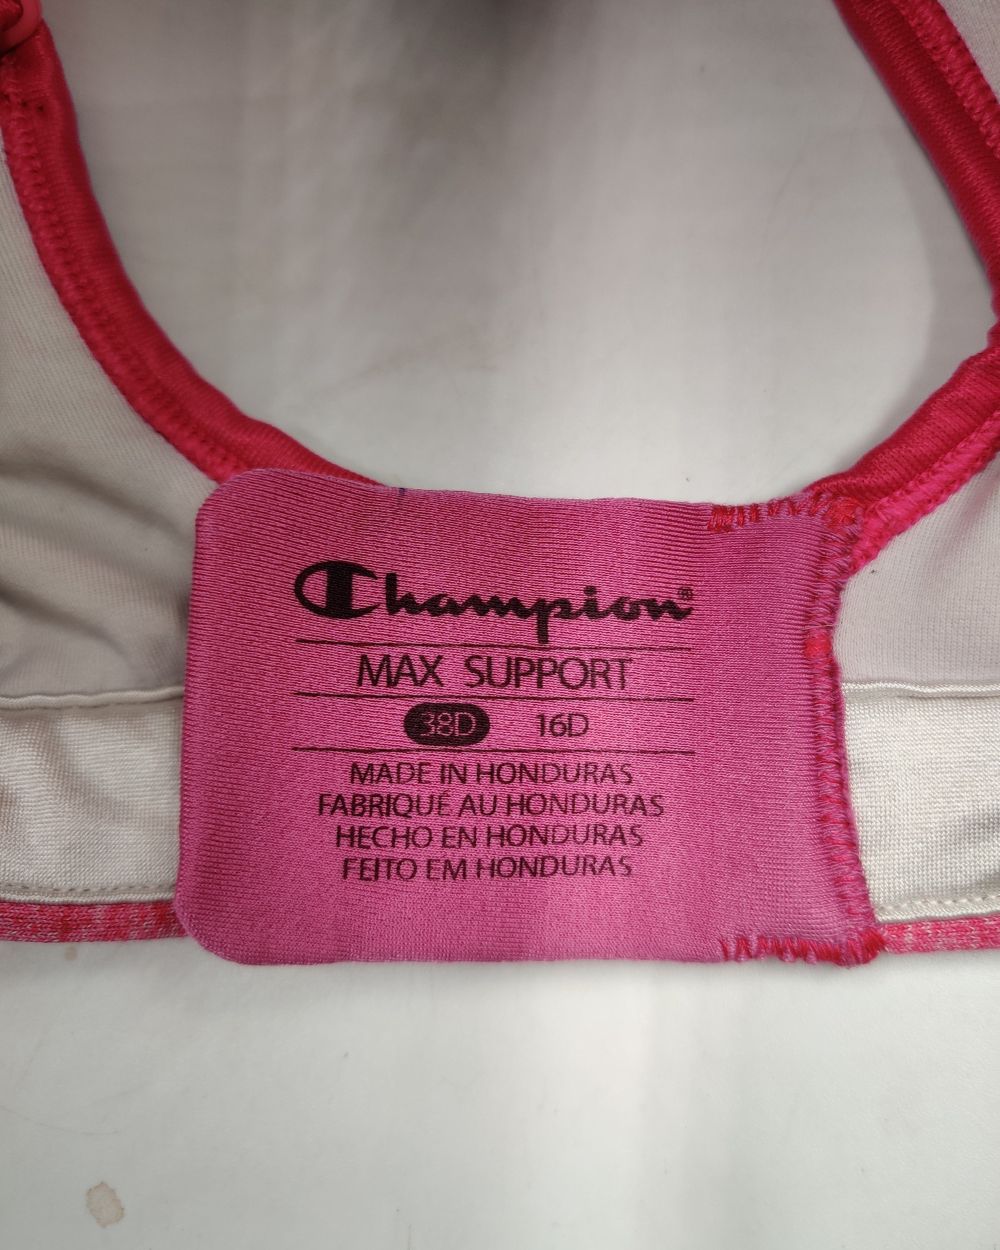 Champion®
MAX SUPPORT
38D 16D
MADE IN HONDURAS
FABRIQUÉ AU HONDURAS
HECHO EN HONDURAS
FEITO EM HONDURAS